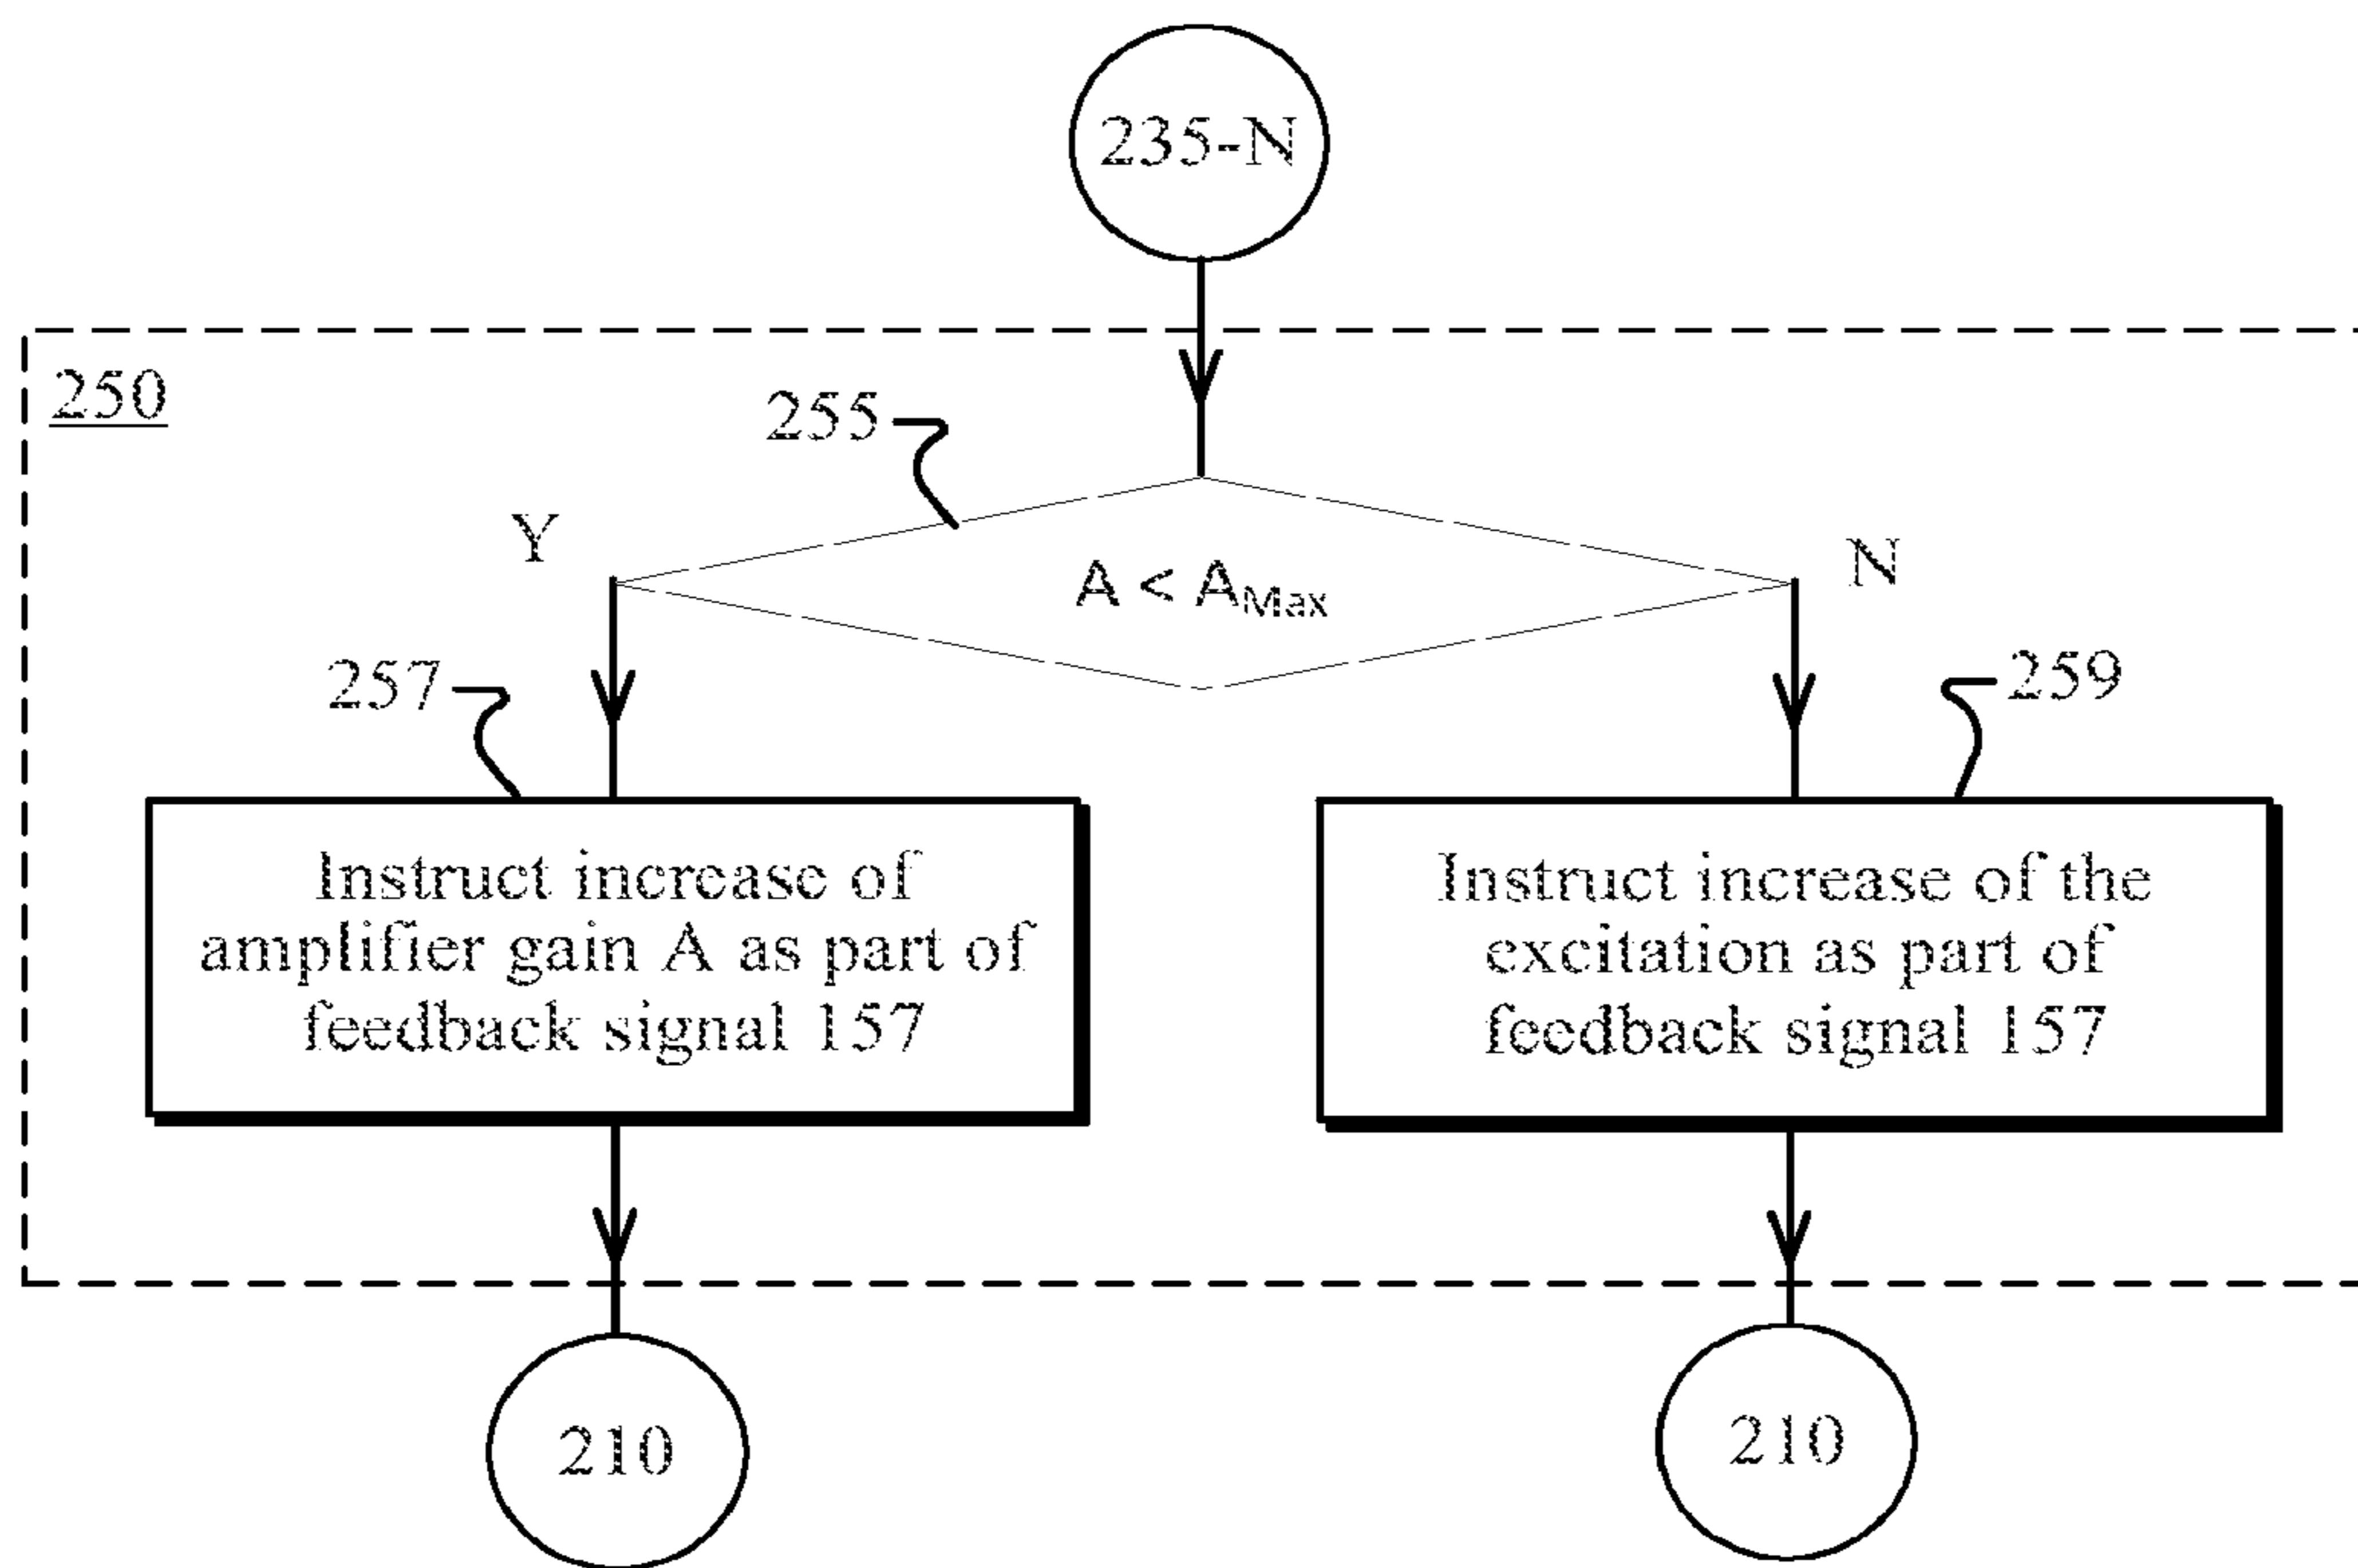 235-N
250
255
Y
N
A < AMax
257
259
Instruct increase of
amplifier gain A as part of
feedback signal 157
Instruct increase of the
excitation as part of
feedback signal 157
210
210